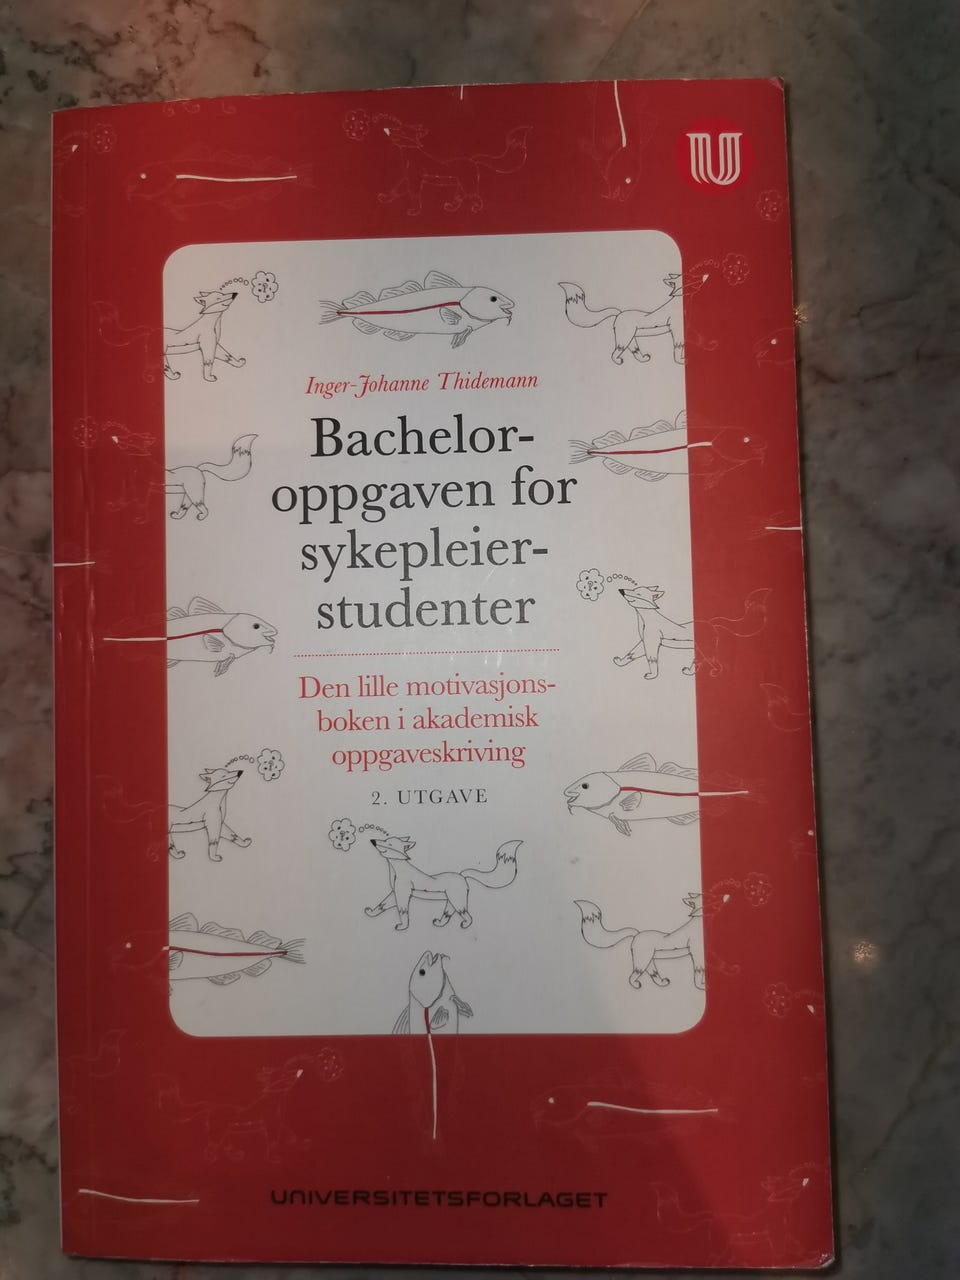 U
Inger-Johanne Thidemann
Bachelor-
oppgaven for
sykepleier-
studenter
Den lille motivasjons-
boken i akademisk
oppgaveskriving
2. UTGAVE
UNIVERSITETSFORLAGET